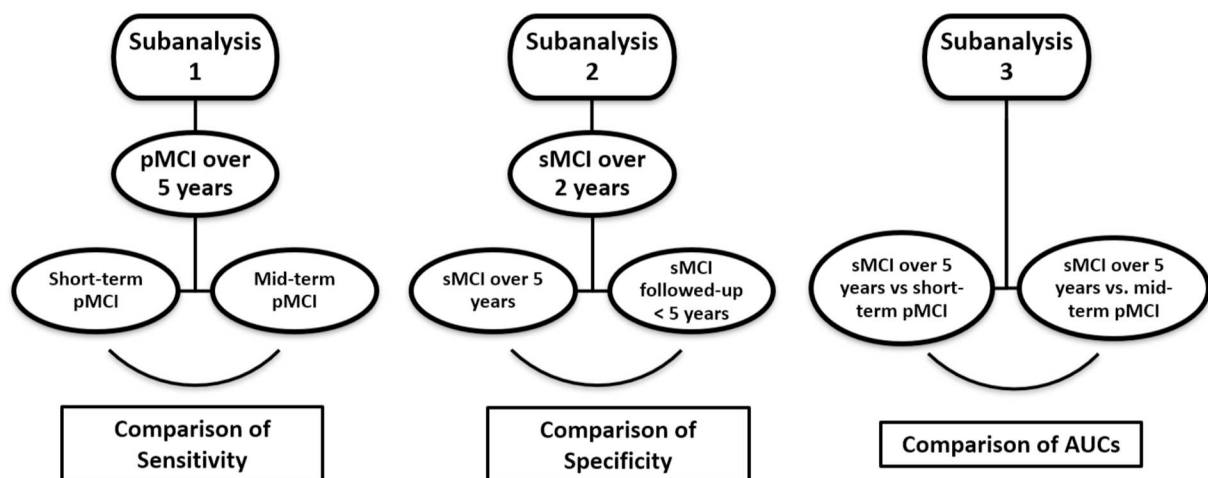 Subanalysis
1
pMCI over
5 years
Short-term
pMCI
Mid-term
pMCI
Comparison of
Sensitivity
Subanalysis
2
sMCI over
2 years
sMCI over 5
years
sMCI
followed-up
< 5 years
Comparison of
Specificity
Subanalysis
3
sMCI over 5
years vs short-
term pMCI
sMCI over 5
years vs. mid-
term pMCI
Comparison of AUCs